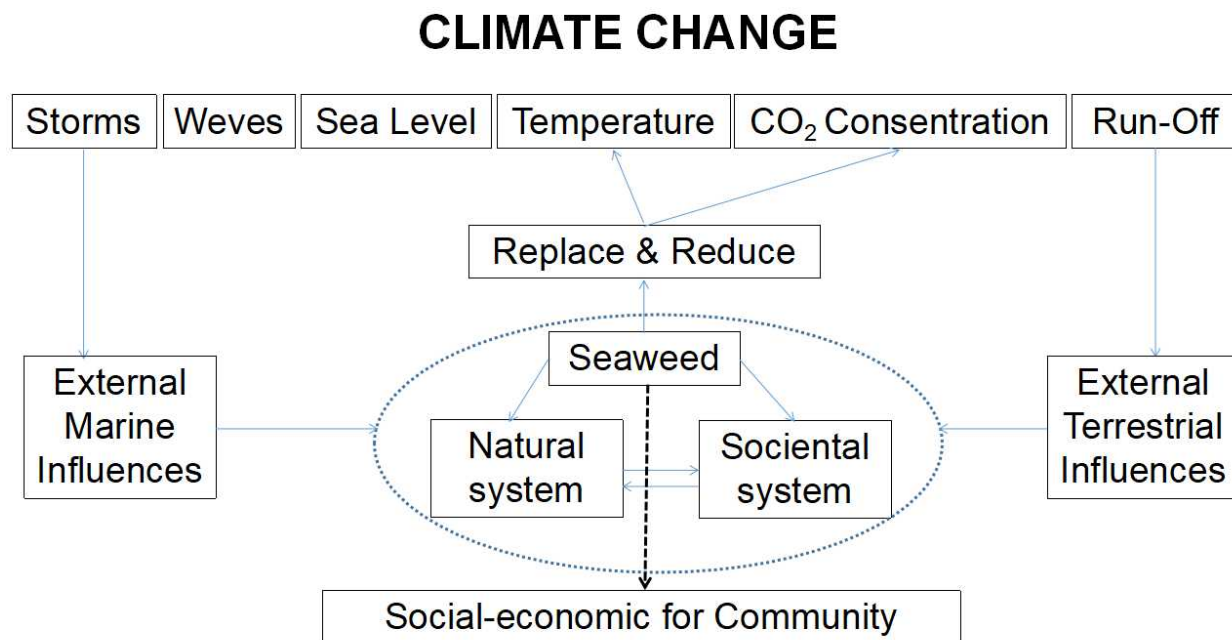 CLIMATE CHANGE
Storms
Weves
Sea Level
Temperature
CO₂ Consentration
Run-Off
Replace & Reduce
Seaweed
External
Marine
Influences
Natural
system
Sociental
system
External
Terrestrial
Influences
Social-economic for Community